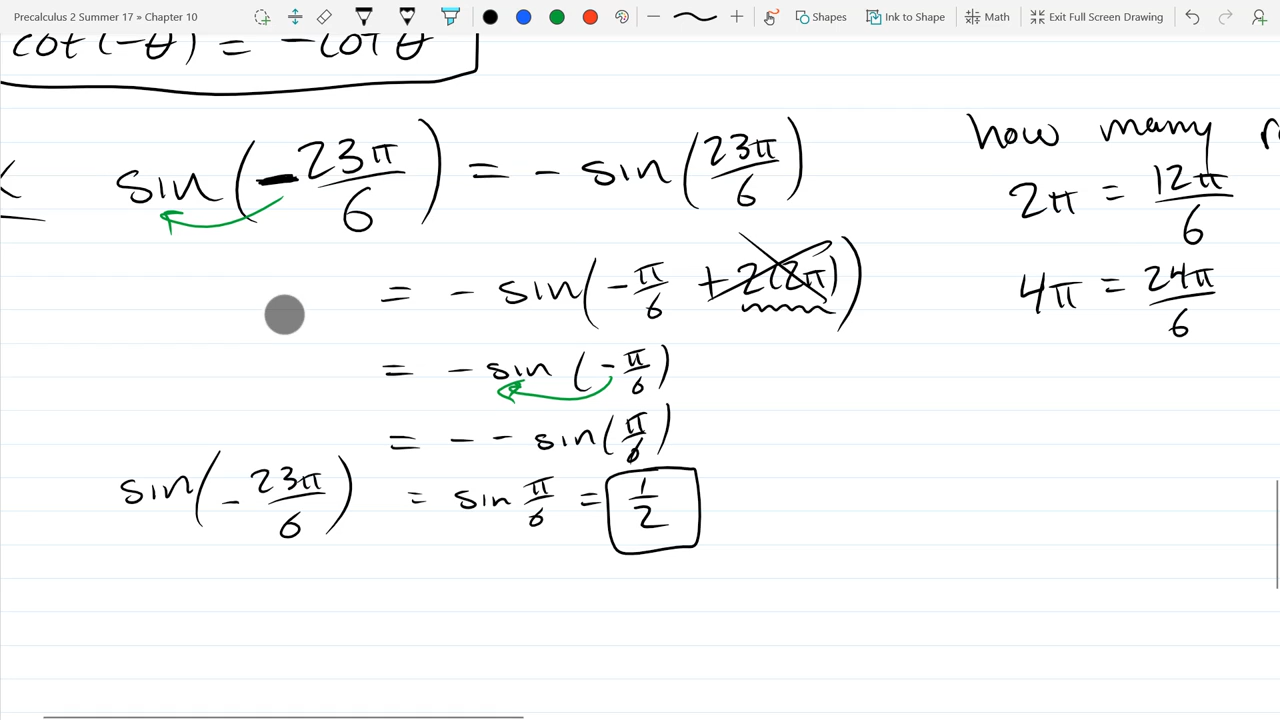 Precalculus 2 Summer 17 » Chapter 10
Shapes
Ink to Shape
Math
Exit Full Screen Drawing
cot(-θ) = -cot θ
sin(-23π/6) = - sin(23π/6)
= - sin(-π/6 + 2(2π))
= - sin(-π/6)
= - - sin(π/6)
sin(-23π/6) = sin π/6 = 1/2
how many
2π = 12π/6
4π = 24π/6